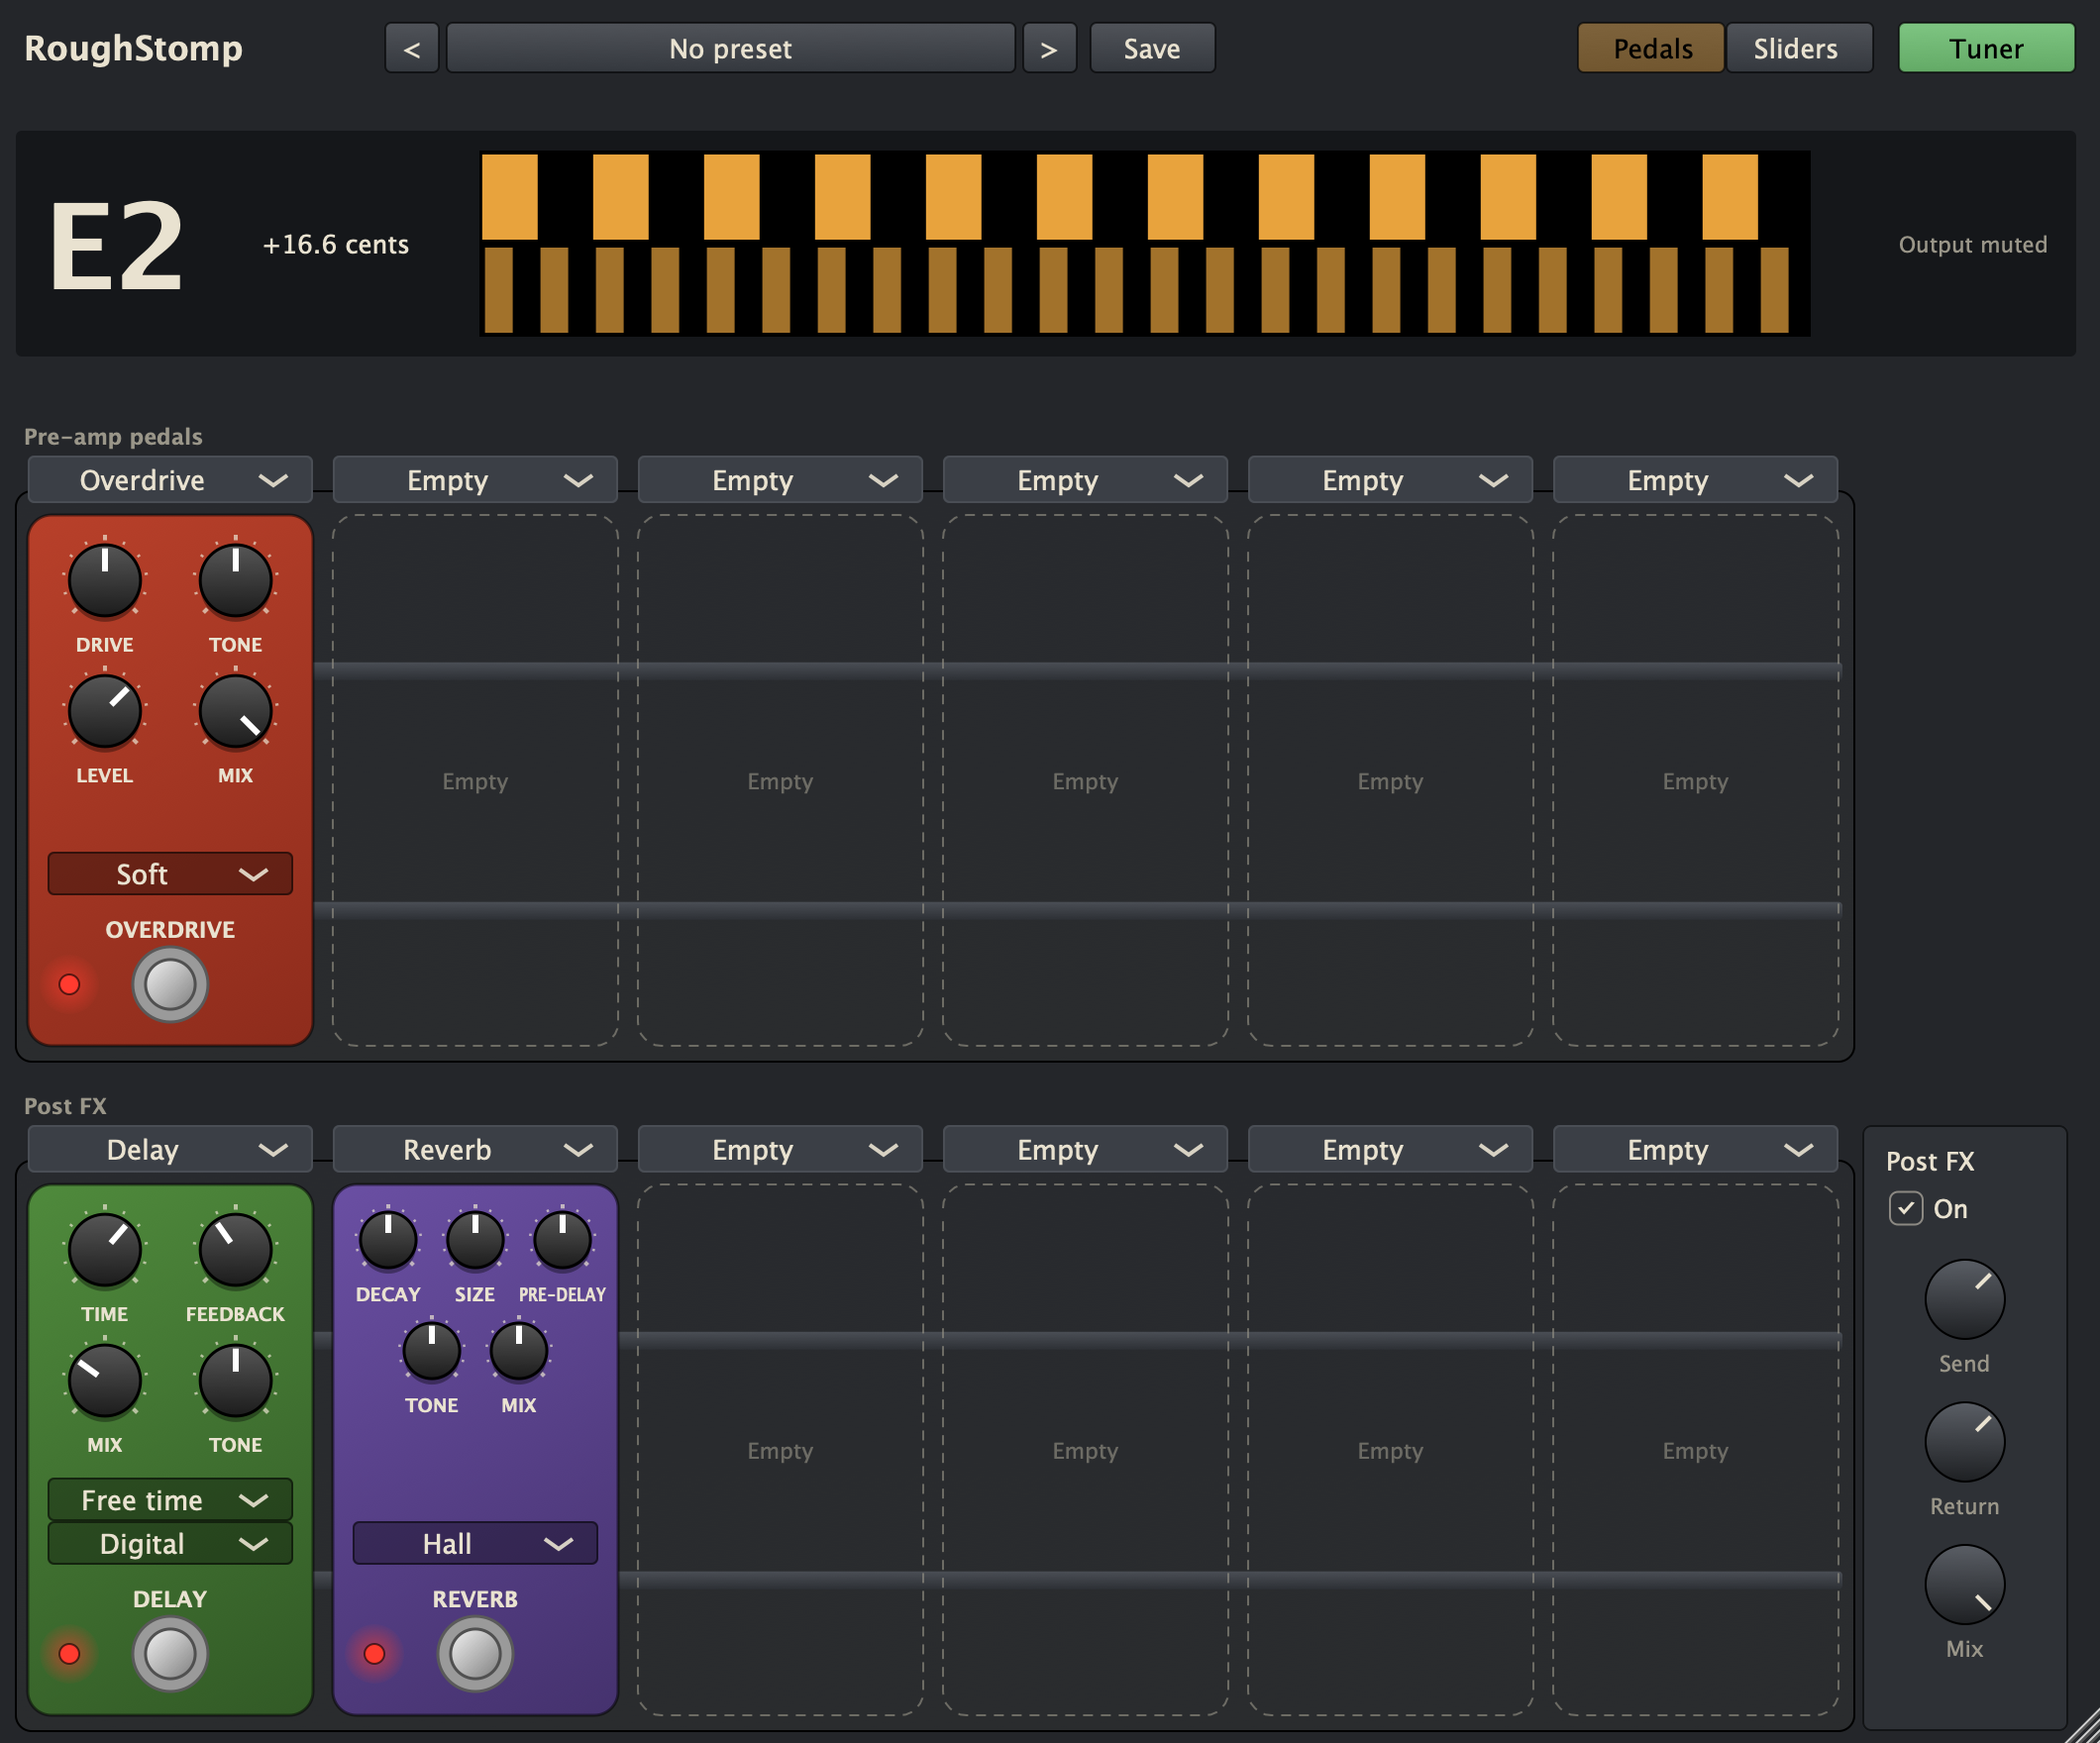 RoughStomp < No preset > Save Pedals Sliders Tuner
E2 +16.6 cents Output muted
Pre-amp pedals
Overdrive Empty Empty Empty Empty Empty
DRIVE TONE
LEVEL MIX
Empty Empty Empty Empty Empty
Soft
OVERDRIVE
Post FX
Delay Reverb Empty Empty Empty Empty
Post FX
On
DECAY SIZE PRE-DELAY
TIME FEEDBACK
Send
TONE MIX
MIX TONE
Empty Empty Empty Empty
Free time
Return
Digital Hall
DELAY REVERB
Mix